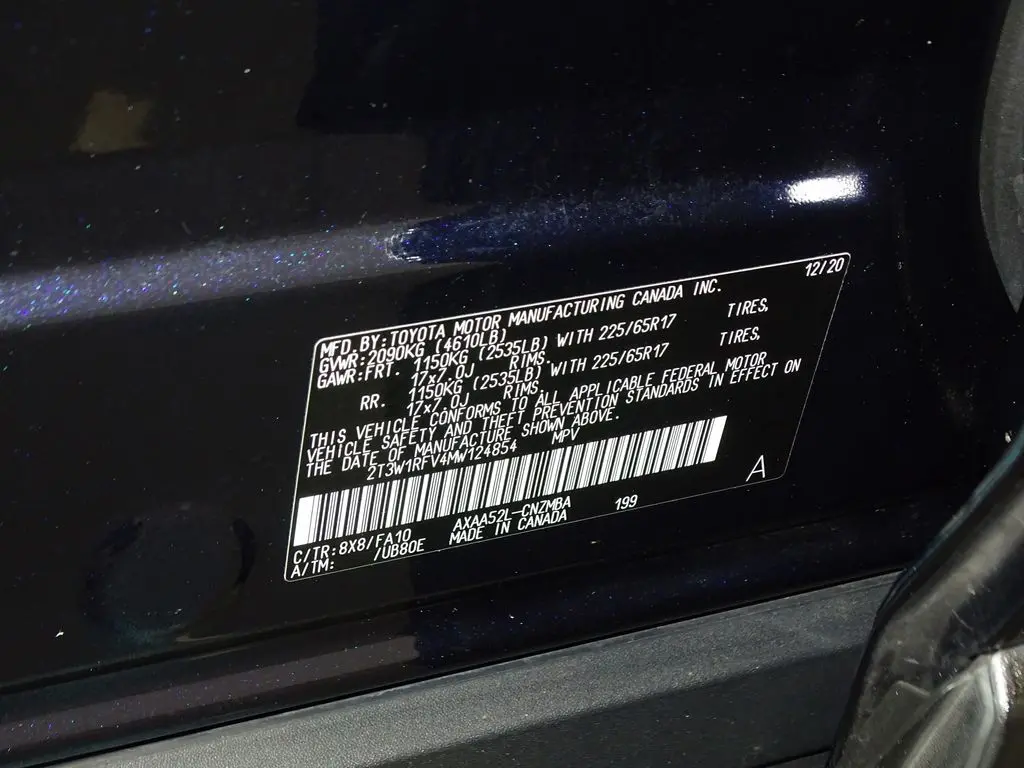 12/20
MFD. BY: TOYOTA MOTOR MANUFACTURING CANADA INC.
GVWR: 2090KG (4610LB)
GAWR: FRT. 1150KG (2535LB) WITH 225/65R17 TIRES,
17x7.0J RIMS.
RR. 1150KG (2535LB) WITH 225/65R17 TIRES,
17x7.0J RIMS.
THIS VEHICLE CONFORMS TO ALL APPLICABLE FEDERAL MOTOR
VEHICLE SAFETY AND THEFT PREVENTION STANDARDS IN EFFECT ON
THE DATE OF MANUFACTURE SHOWN ABOVE.
2T3W1RFV4MW124854 MPV
A
C/TR: 8X8/FA10 AXAA52L-CNZMBA 199
A/TM: /UB80E MADE IN CANADA